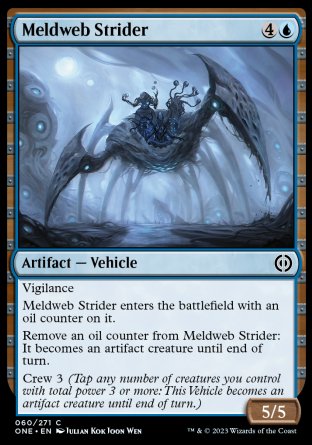 Meldweb Strider 4
Artifact — Vehicle
Vigilance
Meldweb Strider enters the battlefield with an
oil counter on it.
Remove an oil counter from Meldweb Strider:
It becomes an artifact creature until end of
turn.
Crew 3 (Tap any number of creatures you
control with total power 3 or more: This Vehicle becomes an
artifact creature until end of turn.)
5/5
060/271 C
ONE • EN Julian Kok Joon Wen
™ & © 2023 Wizards of the Coast